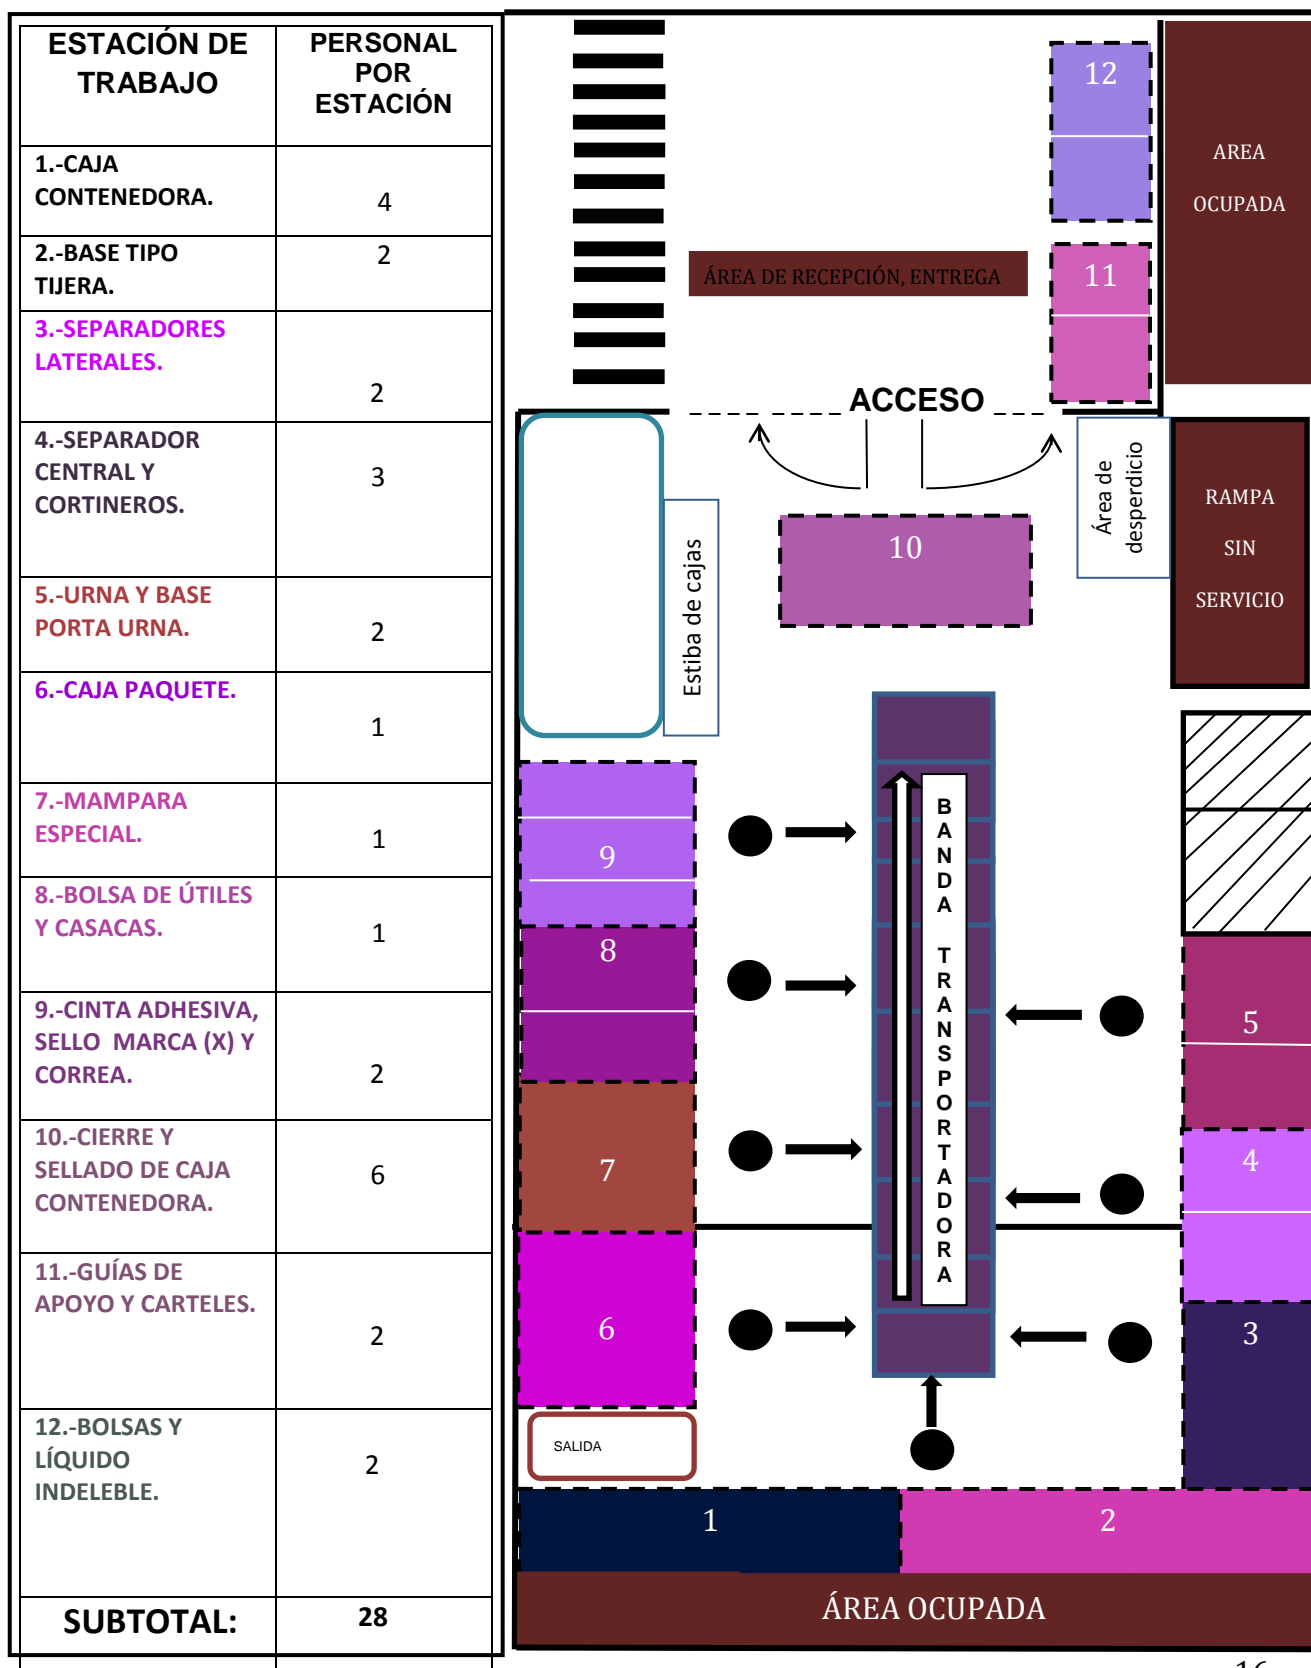 ESTACIÓN DE
TRABAJO
PERSONAL
POR
ESTACIÓN
1.-CAJA
CONTENEDORA.
4
2.-BASE TIPO
TIJERA.
2
3.-SEPARADORES
LATERALES.
2
4.-SEPARADOR
CENTRAL Y
CORTINEROS.
3
5.-URNA Y BASE
PORTA URNA.
2
6.-CAJA PAQUETE.
1
7.-MAMPARA
ESPECIAL.
1
8.-BOLSA DE ÚTILES
Y CASACAS.
1
9.-CINTA ADHESIVA,
SELLO MARCA (X) Y
CORREA.
2
10.-CIERRE Y
SELLADO DE CAJA
CONTENEDORA.
6
11.-GUÍAS DE
APOYO Y CARTELES.
2
12.-BOLSAS Y
LÍQUIDO
INDELEBLE.
2
SUBTOTAL:
28
12
AREA
OCUPADA
ÁREA DE RECEPCIÓN, ENTREGA
11
ACCESO
Área de
desperdicio
RAMPA
SIN
SERVICIO
10
Estiba de cajas
BANDA TRANSPORTADORA
9
8
7
6
5
4
3
SALIDA
1
2
ÁREA OCUPADA